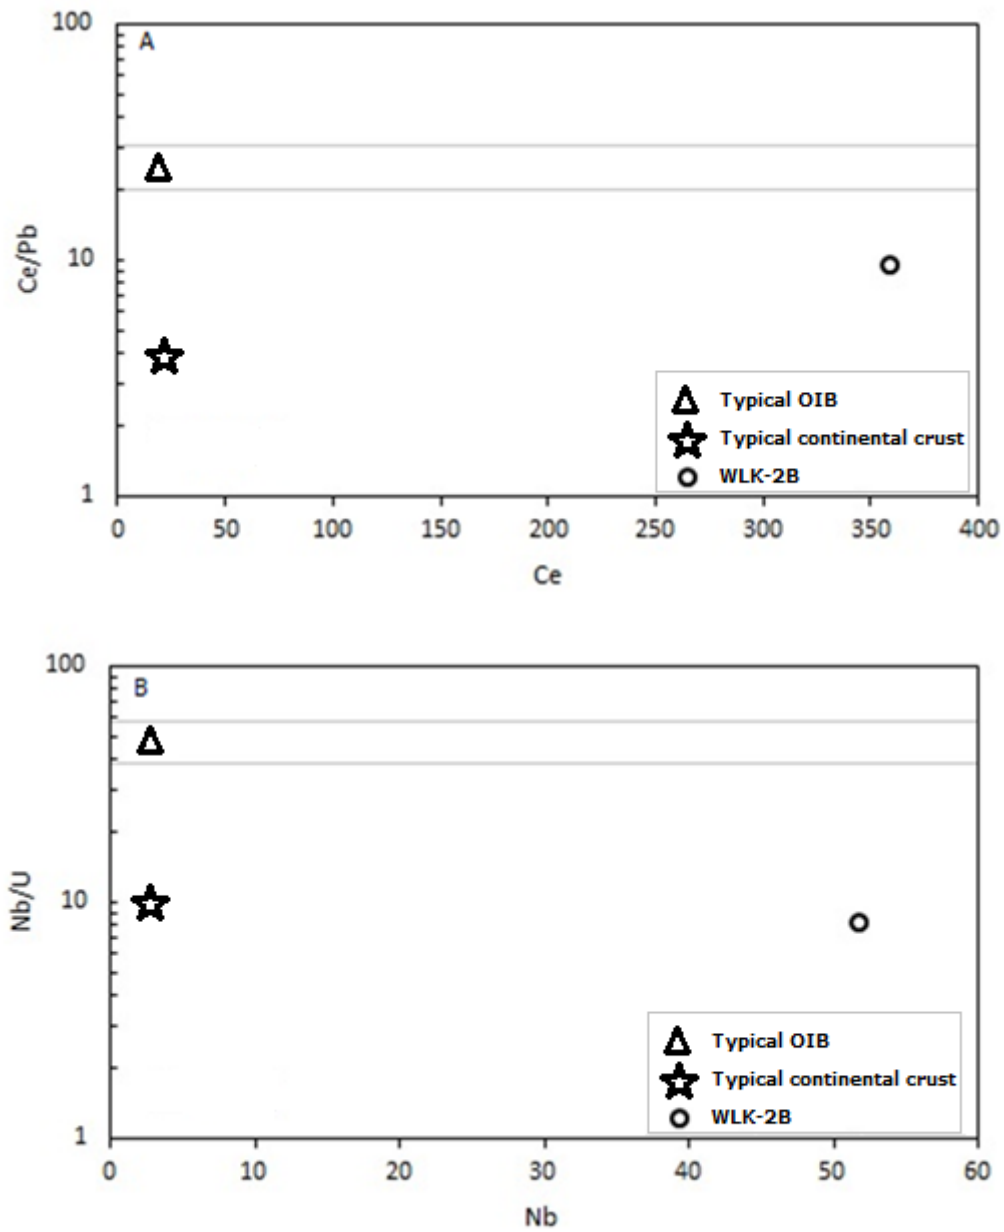 100
A
Ce/Pb
10
Typical OIB
Typical continental crust
WLK-2B
1
0 50 100 150 200 250 300 350 400
Ce
100
B
Nb/U
10
Typical OIB
Typical continental crust
WLK-2B
1
0 10 20 30 40 50 60
Nb